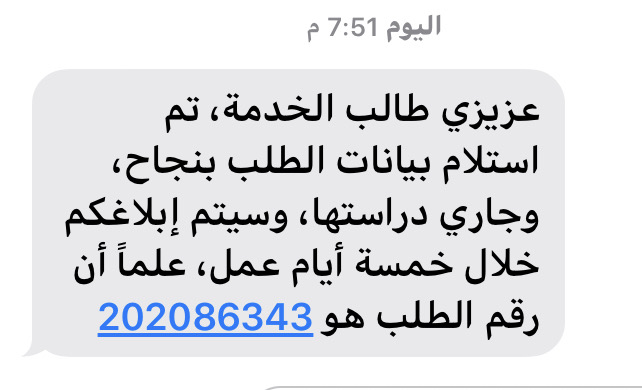 اليوم 7:51 م
عزيزي طالب الخدمة، تم
استلام بيانات الطلب بنجاح،
وجاري دراستها، وسيتم إبلاغكم
خلال خمسة أيام عمل، علماً أن
رقم الطلب هو 202086343